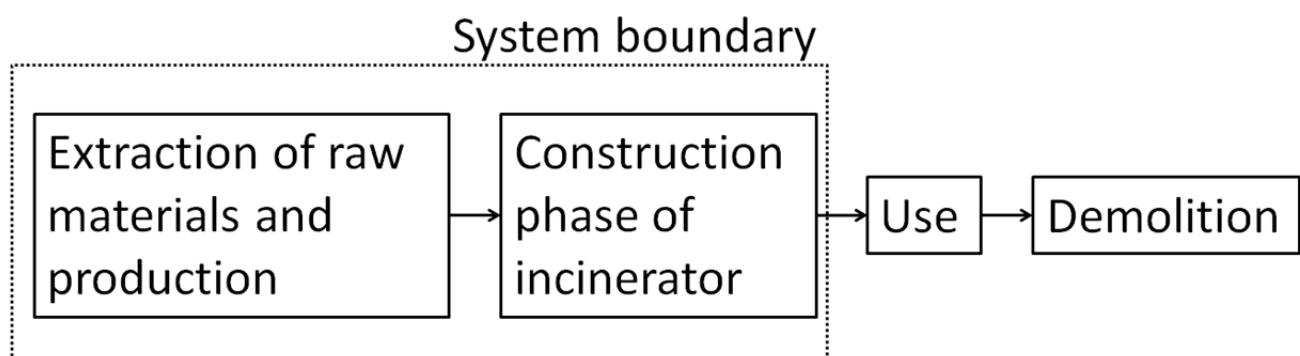 System boundary
Extraction of raw
materials and
production
Construction
phase of
incinerator
Use
Demolition